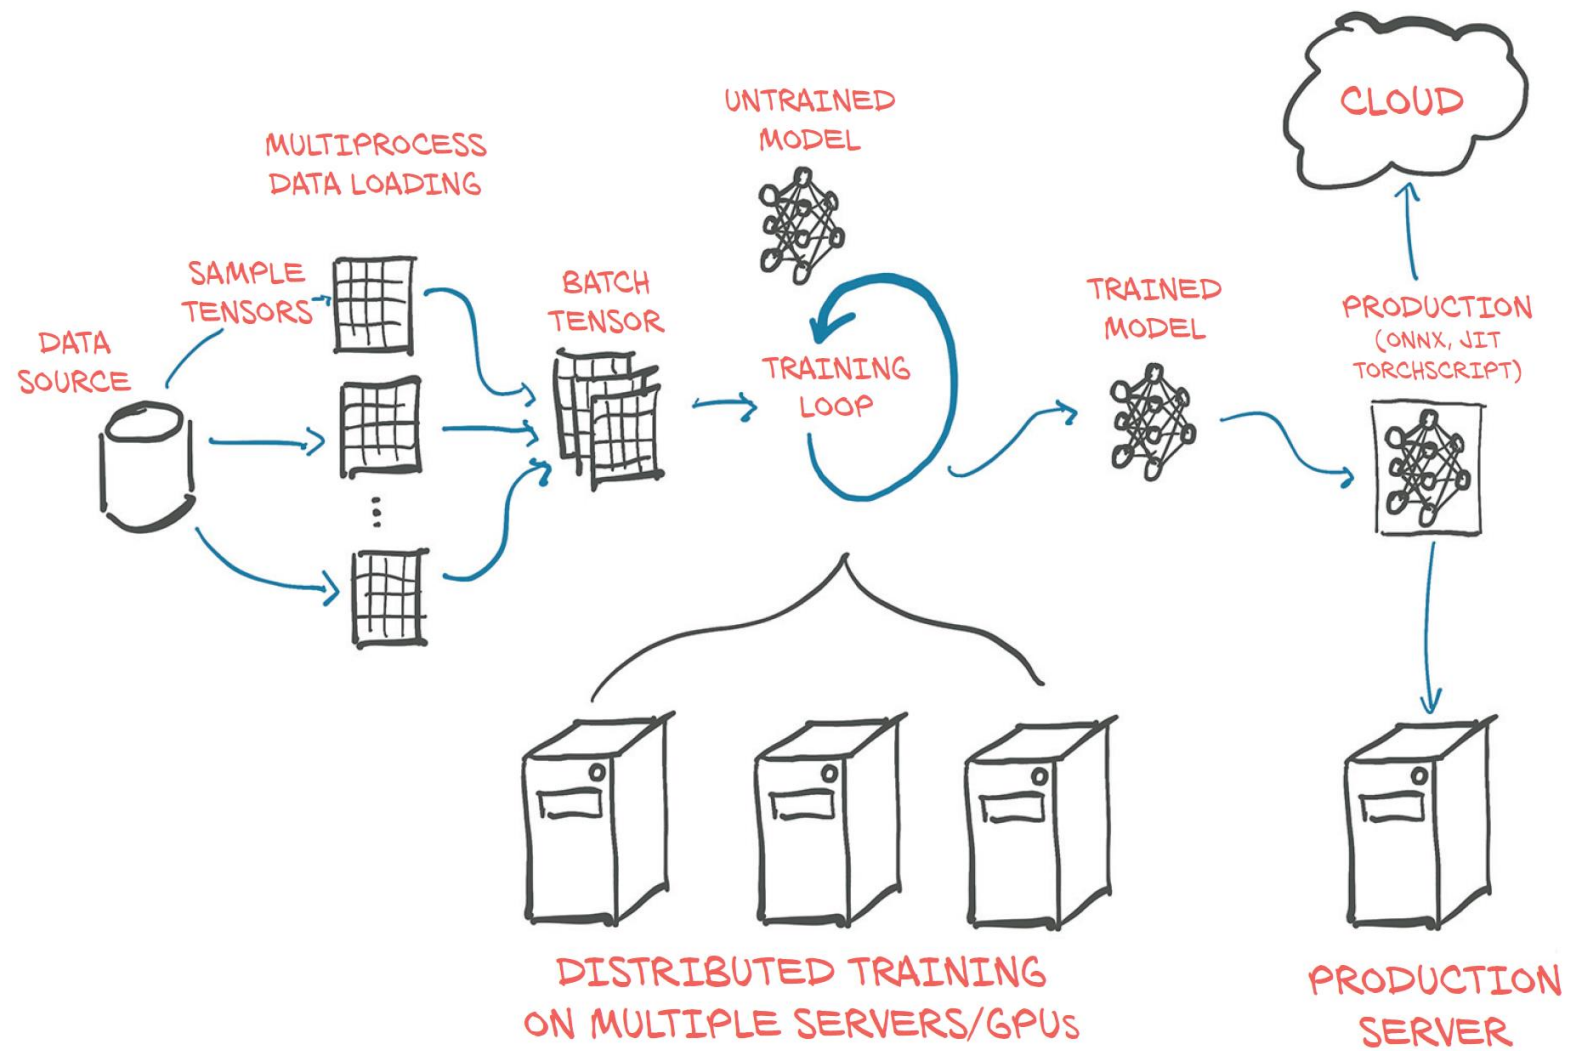 DATA
SOURCE
MULTIPROCESS
DATA LOADING
SAMPLE
TENSORS
BATCH
TENSOR
UNTRAINED
MODEL
TRAINING
LOOP
TRAINED
MODEL
CLOUD
PRODUCTION
(ONNX, JIT
TORCHSCRIPT)
DISTRIBUTED TRAINING
ON MULTIPLE SERVERS/GPUs
PRODUCTION
SERVER